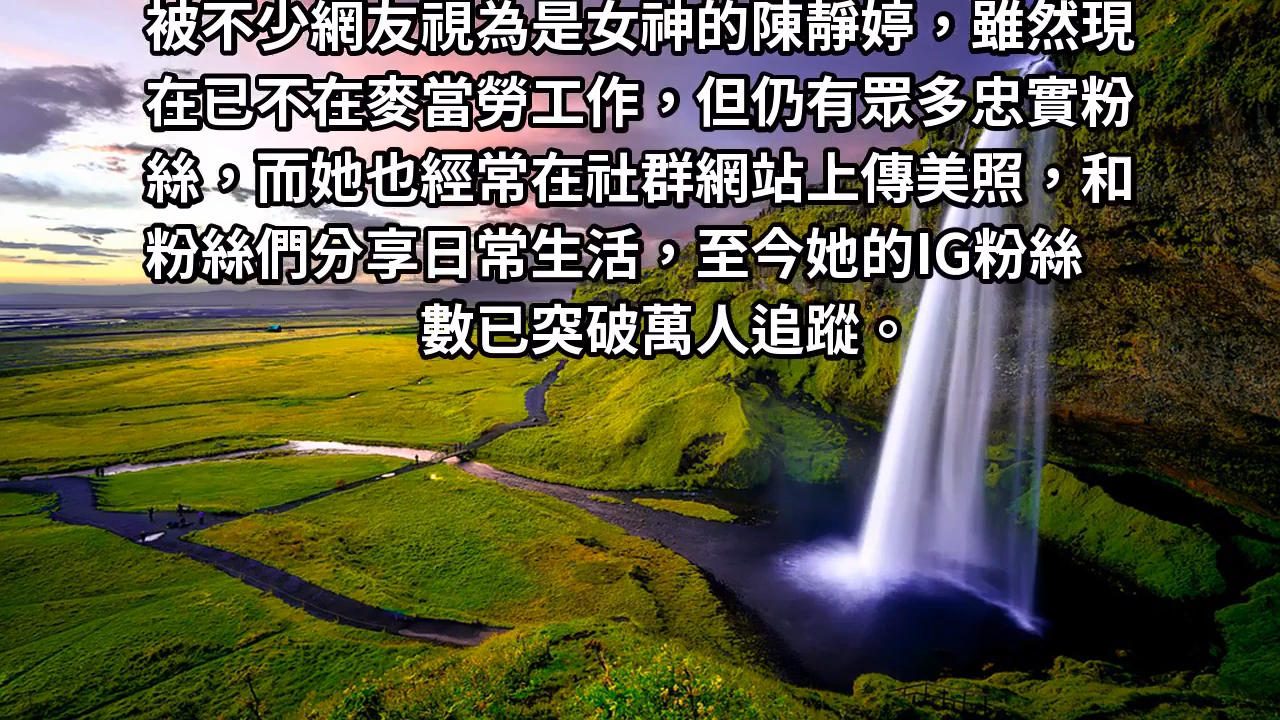 被不少網友視為是女神的陳靜婷，雖然現
在已不在麥當勞工作，但仍有眾多忠實粉
絲，而她也經常在社群網站上傳美照，和
粉絲們分享日常生活，至今她的IG粉絲
數已突破萬人追蹤。